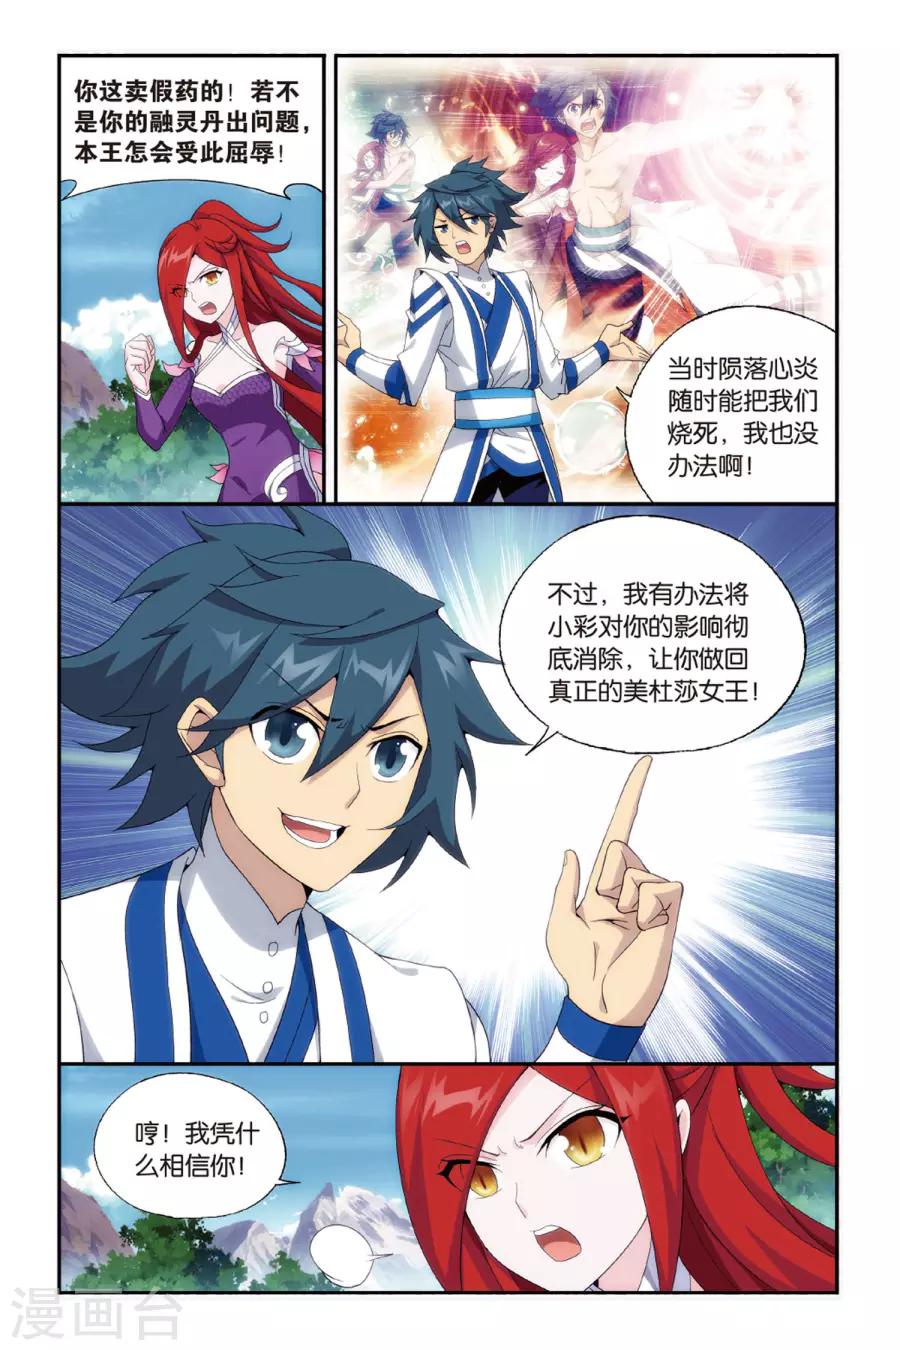 你这卖假药的！若不
是你的融灵丹出问题，
本王怎会受此屈辱！
当时陨落心炎
随时能把我们
烧死，我也没
办法啊！
不过，我有办法将
小彩对你的影响彻
底消除，让你做回
真正的美杜莎女王！
哼！我凭什
么相信你！
漫画台